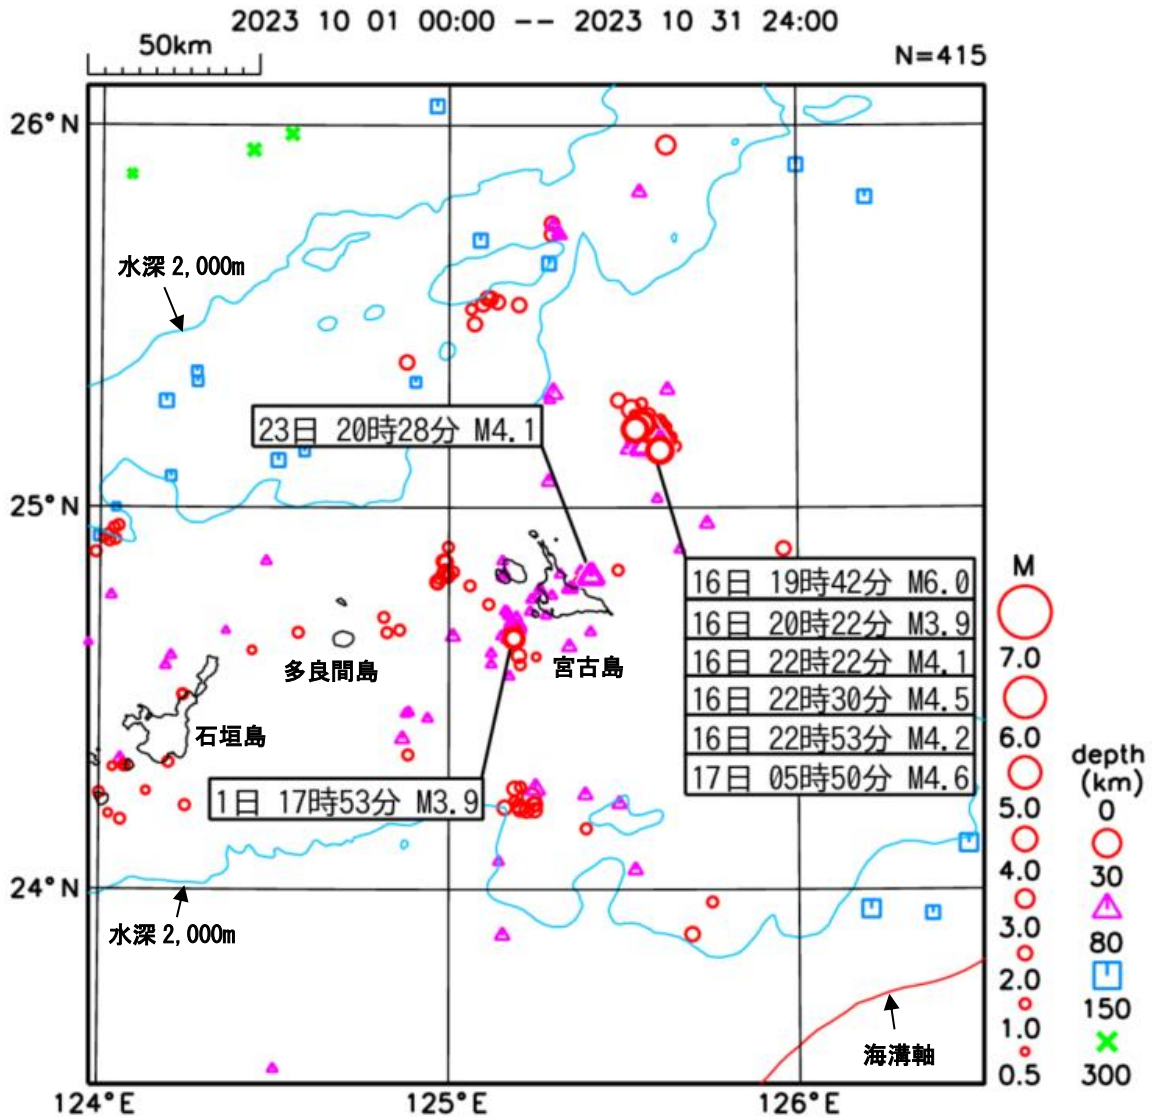 2023 10 01 00:00 -- 2023 10 31 24:00
50km
N=415
26°N
水深2,000m
23日 20時28分 M4.1
25°N
16日 19時42分 M6.0
16日 20時22分 M3.9
16日 22時22分 M4.1
16日 22時30分 M4.5
16日 22時53分 M4.2
17日 05時50分 M4.6
多良間島
宮古島
石垣島
1日 17時53分 M3.9
24°N
水深2,000m
海溝軸
124°E
125°E
126°E
M
7.0
6.0
5.0
4.0
3.0
2.0
1.0
0.5
depth
(km)
0
30
80
150
300